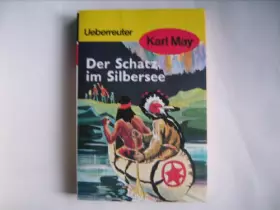 Ueberreuter
Karl May
Der Schatz
im Silbersee